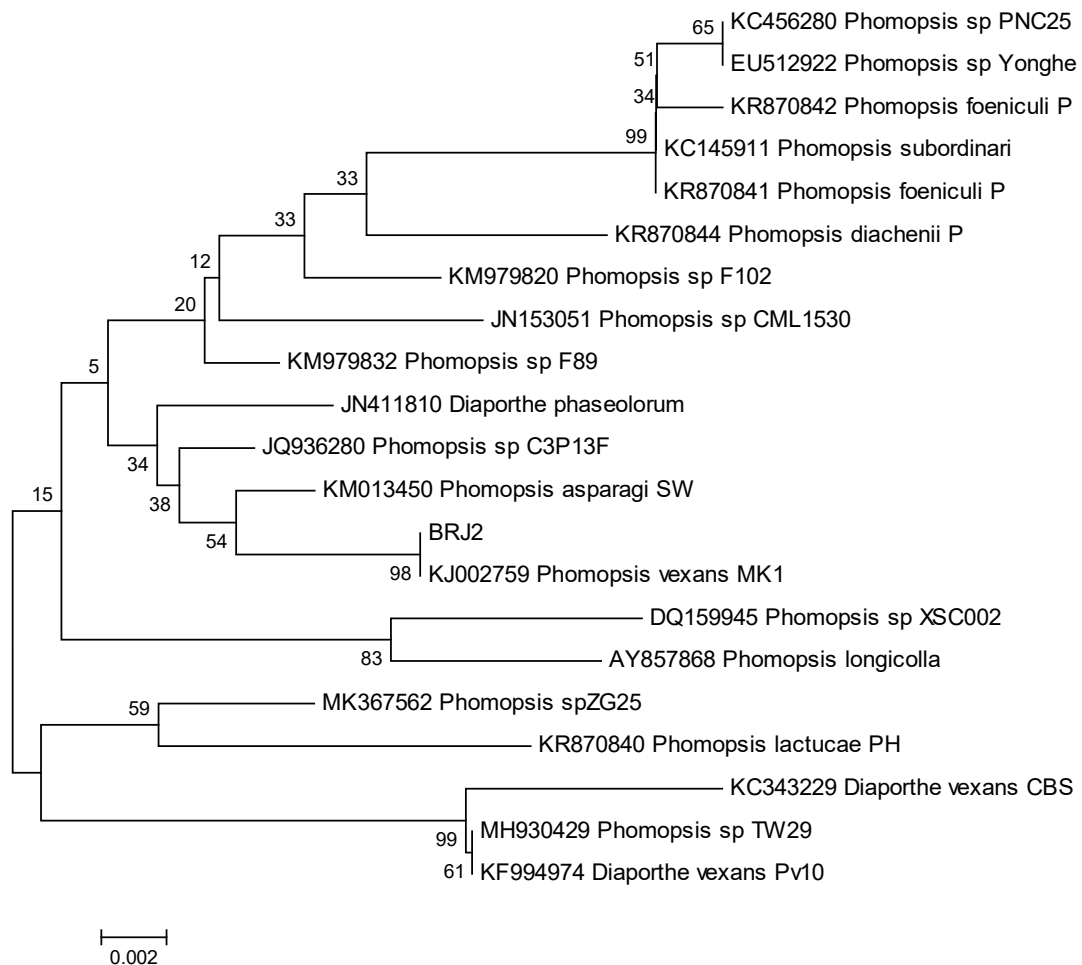 65
KC456280 Phomopsis sp PNC25
51
EU512922 Phomopsis sp Yonghe
34
KR870842 Phomopsis foeniculi P
99
KC145911 Phomopsis subordinari
33
KR870841 Phomopsis foeniculi P
33
KR870844 Phomopsis diachenii P
12
KM979820 Phomopsis sp F102
20
JN153051 Phomopsis sp CML1530
5
KM979832 Phomopsis sp F89
JN411810 Diaporthe phaseolorum
34
JQ936280 Phomopsis sp C3P13F
15
38
KM013450 Phomopsis asparagi SW
54
BRJ2
98
KJ002759 Phomopsis vexans MK1
DQ159945 Phomopsis sp XSC002
83
AY857868 Phomopsis longicolla
59
MK367562 Phomopsis spZG25
KR870840 Phomopsis lactucae PH
KC343229 Diaporthe vexans CBS
99
MH930429 Phomopsis sp TW29
61
KF994974 Diaporthe vexans Pv10
0.002